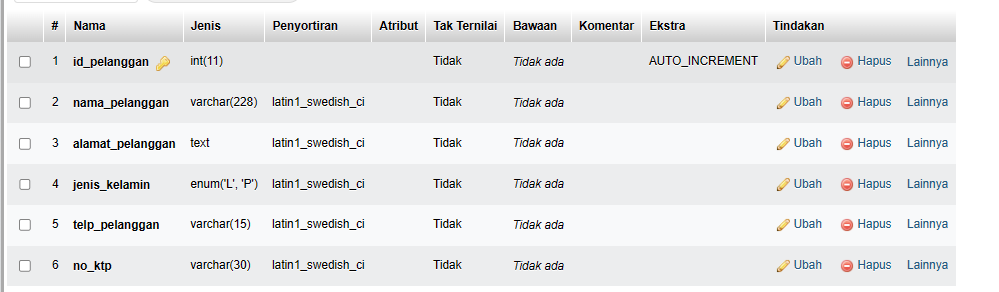 # Nama Jenis Penyortiran Atribut Tak Ternilai Bawaan Komentar Ekstra Tindakan
1 id_pelanggan int(11) Tidak Tidak ada AUTO_INCREMENT Ubah Hapus Lainnya
2 nama_pelanggan varchar(228) latin1_swedish_ci Tidak Tidak ada Ubah Hapus Lainnya
3 alamat_pelanggan text latin1_swedish_ci Tidak Tidak ada Ubah Hapus Lainnya
4 jenis_kelamin enum('L', 'P') latin1_swedish_ci Tidak Tidak ada Ubah Hapus Lainnya
5 telp_pelanggan varchar(15) latin1_swedish_ci Tidak Tidak ada Ubah Hapus Lainnya
6 no_ktp varchar(30) latin1_swedish_ci Tidak Tidak ada Ubah Hapus Lainnya